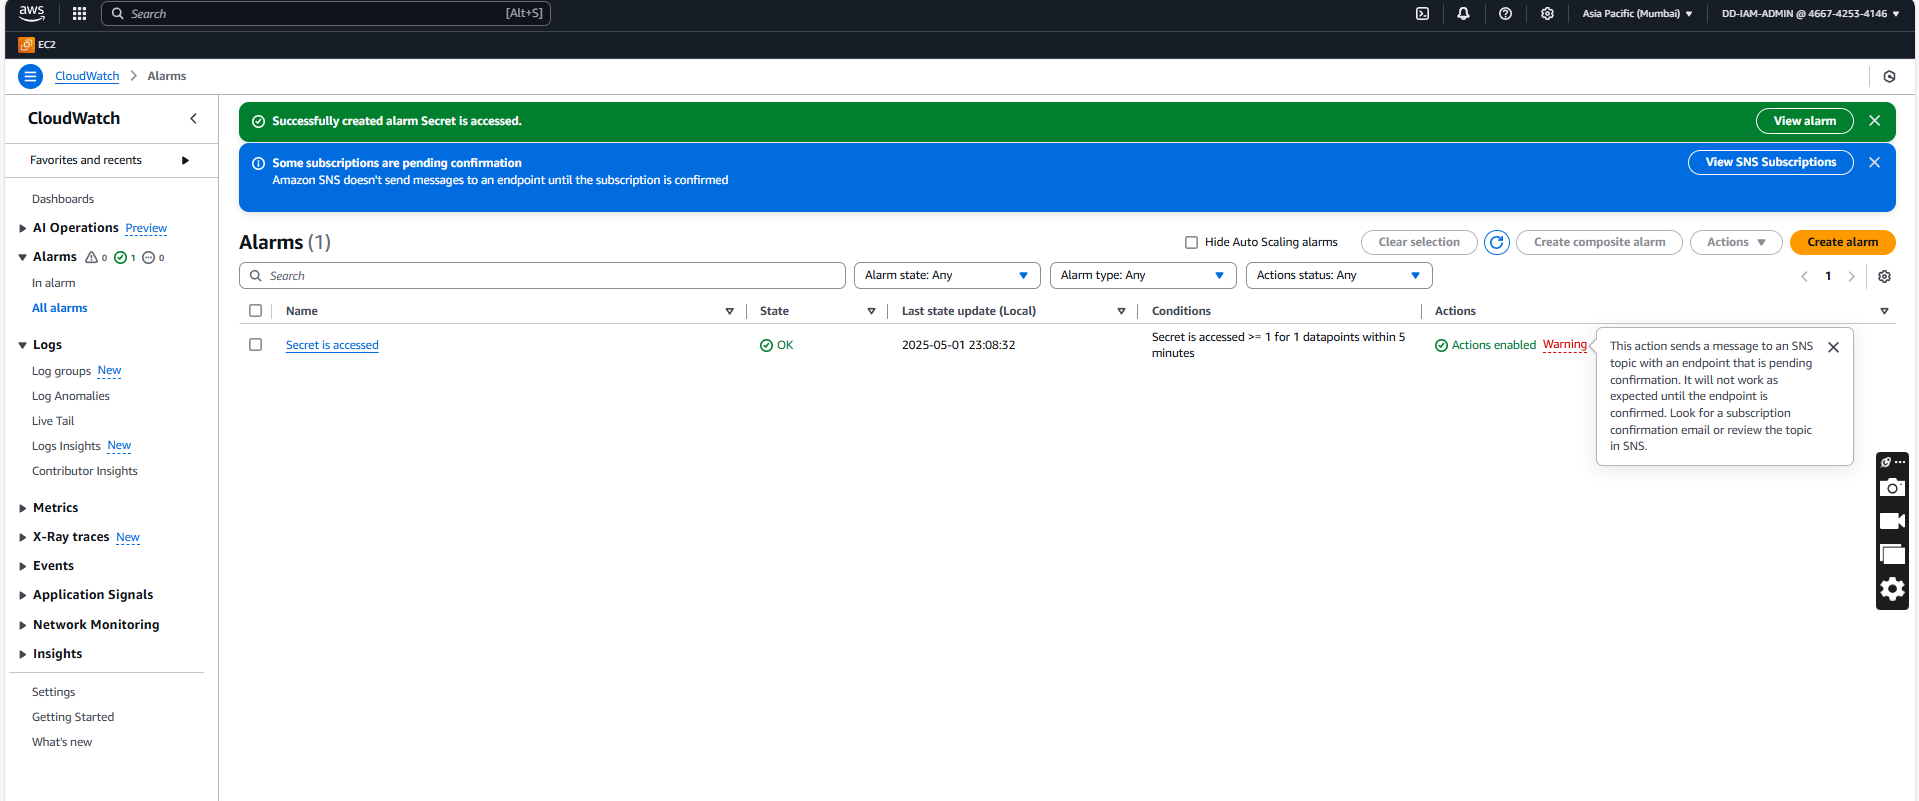 aws
Search [Alt+S]
Asia Pacific (Mumbai)
DD-IAM-ADMIN @ 4667-4253-4146
EC2
CloudWatch
Alarms
CloudWatch
Favorites and recents
Dashboards
AI Operations Preview
Alarms 0 1 0
In alarm
All alarms
Logs
Log groups New
Log Anomalies
Live Tail
Logs Insights New
Contributor Insights
Metrics
X-Ray traces New
Events
Application Signals
Network Monitoring
Insights
Settings
Getting Started
What's new
Successfully created alarm Secret is accessed.
View alarm
Some subscriptions are pending confirmation
Amazon SNS doesn't send messages to an endpoint until the subscription is confirmed
View SNS Subscriptions
Alarms (1)
Hide Auto Scaling alarms
Clear selection
Create composite alarm
Actions
Create alarm
Search
Alarm state: Any
Alarm type: Any
Actions status: Any
1
Name
State
Last state update (Local)
Conditions
Actions
Secret is accessed
OK
2025-05-01 23:08:32
Secret is accessed >= 1 for 1 datapoints within 5
minutes
Actions enabled Warning
This action sends a message to an SNS
topic with an endpoint that is pending
confirmation. It will not work as
expected until the endpoint is
confirmed. Look for a subscription
confirmation email or review the topic
in SNS.